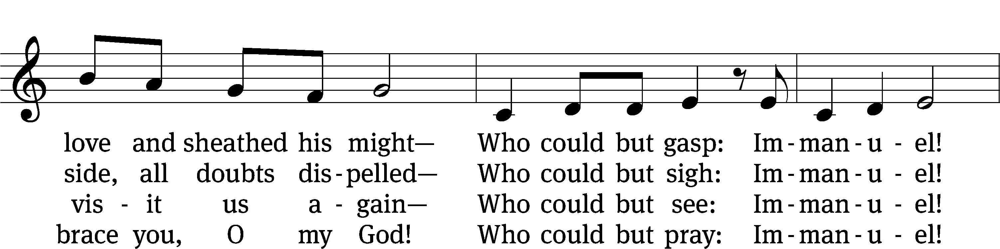 love and sheathed his might— Who could but gasp: Im - man - u - el!
side, all doubts dis - pelled— Who could but sigh: Im - man - u - el!
vis - it us a - gain— Who could but see: Im - man - u - el!
brace you, O my God! Who could but pray: Im - man - u - el!